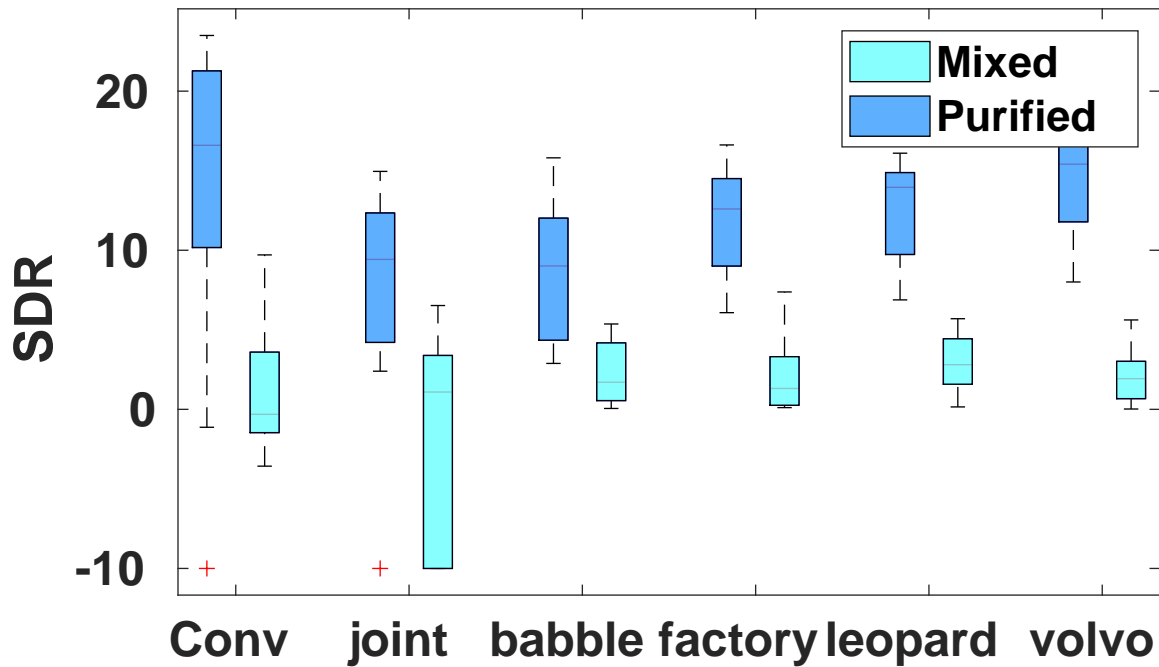 Mixed
Purified
20
10
0
-10
SDR
Conv joint babble factory leopard volvo